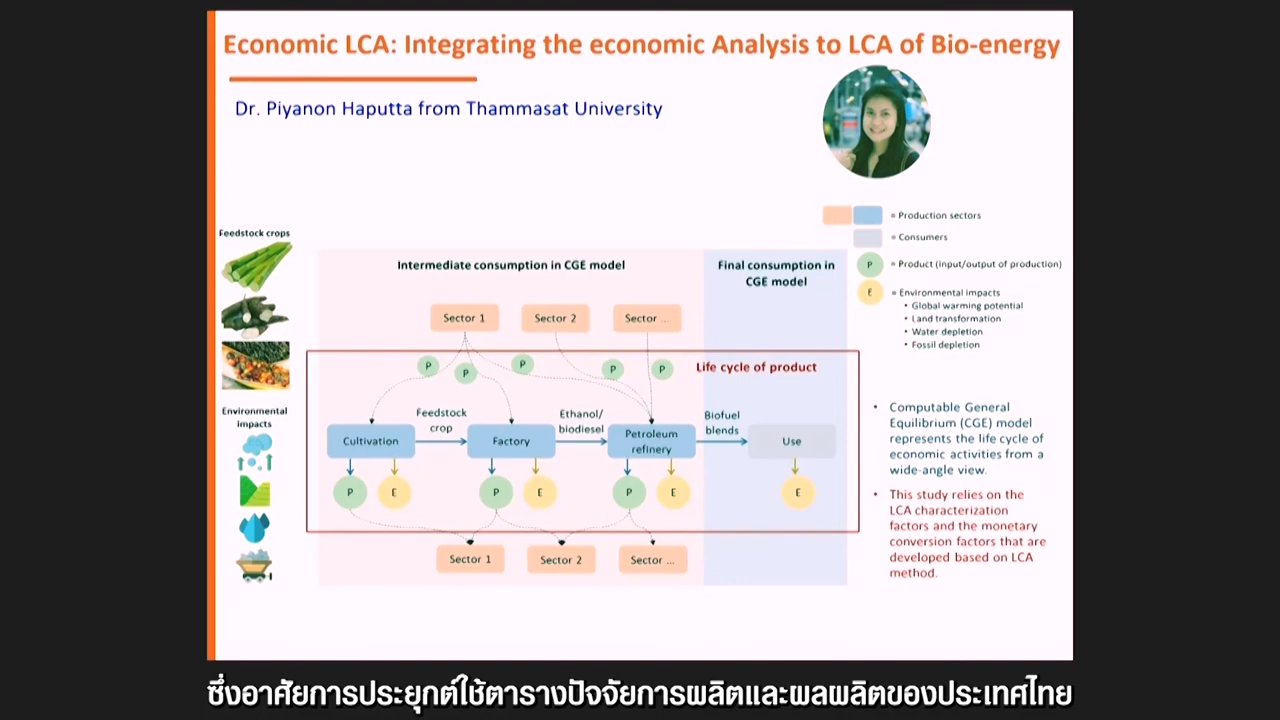 Economic LCA: Integrating the economic Analysis to LCA of Bio-energy
Dr. Piyanon Haputta from Thammasat University
= Production sectors
= Consumers
P
= Product (input/output of production)
E
= Environmental impacts
• Global warming potential
• Land transformation
• Water depletion
• Fossil depletion
Feedstock crops
Environmental
impacts
Intermediate consumption in CGE model
Final consumption in
CGE model
Sector 1
Sector 2
Sector ...
P
P
P
P
P
Life cycle of product
Feedstock
crop
Ethanol/
biodiesel
Biofuel
blends
Cultivation
Factory
Petroleum
refinery
Use
P
E
P
E
P
E
E
Sector 1
Sector 2
Sector ...
• Computable General
Equilibrium (CGE) model
represents the life cycle of
economic activities from a
wide-angle view.
• This study relies on the
LCA characterization
factors and the monetary
conversion factors that are
developed based on LCA
method.
ซึ่งอาศัยการประยุกต์ใช้ตารางปัจจัยการผลิตและผลผลิตของประเทศไทย